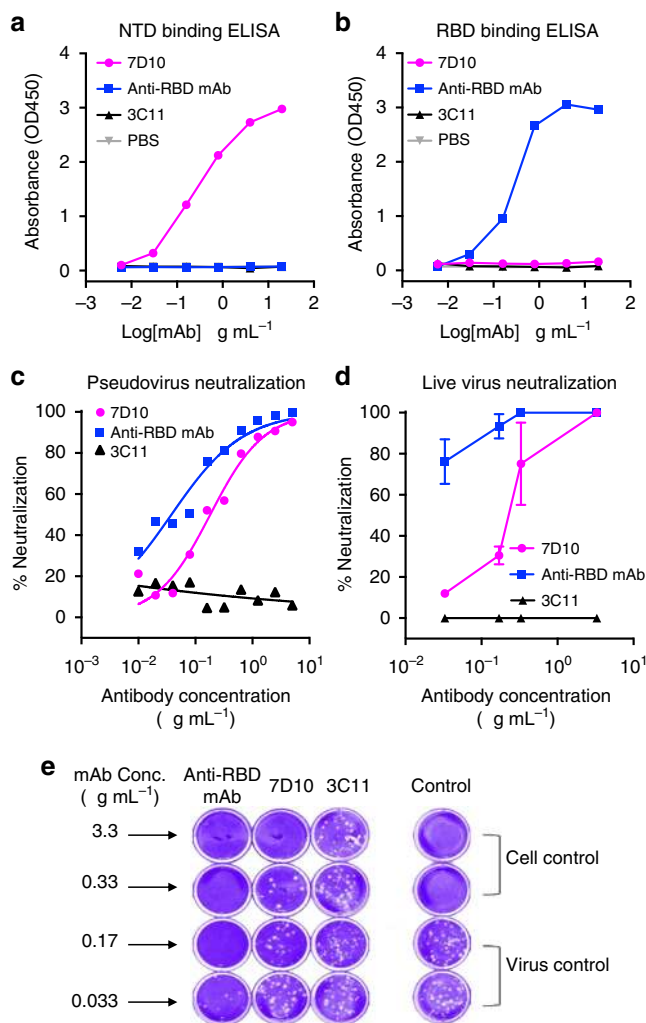 a NTD binding ELISA
Absorbance (OD450)
4
3
2
1
0
7D10
Anti-RBD mAb
3C11
PBS
−3 −2 −1 0 1 2
Log[mAb] g mL−1
b RBD binding ELISA
Absorbance (OD450)
4
3
2
1
0
7D10
Anti-RBD mAb
3C11
PBS
−3 −2 −1 0 1 2
Log[mAb] g mL−1
c Pseudovirus neutralization
% Neutralization
100
80
60
40
20
0
7D10
Anti-RBD mAb
3C11
10−3 10−2 10−1 100 101
Antibody concentration
( g mL−1)
d Live virus neutralization
% Neutralization
100
80
60
40
20
0
7D10
Anti-RBD mAb
3C11
10−2 10−1 100 101
Antibody concentration
( g mL−1)
e
mAb Conc.
( g mL−1)
Anti-RBD
mAb
7D10
3C11
Control
3.3
0.33
0.17
0.033
Cell control
Virus control